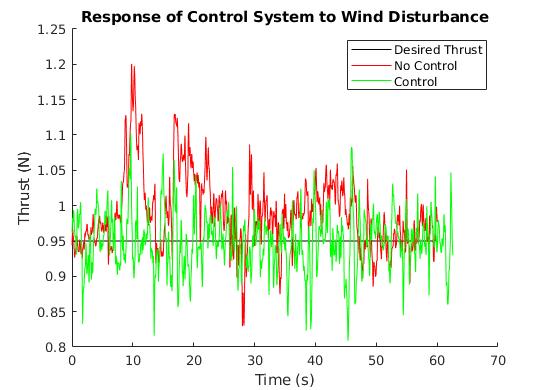 Response of Control System to Wind Disturbance
1.25
1.2
1.15
1.1
1.05
1
0.95
0.9
0.85
0.8
Thrust (N)
Desired Thrust
No Control
Control
0 10 20 30 40 50 60 70
Time (s)